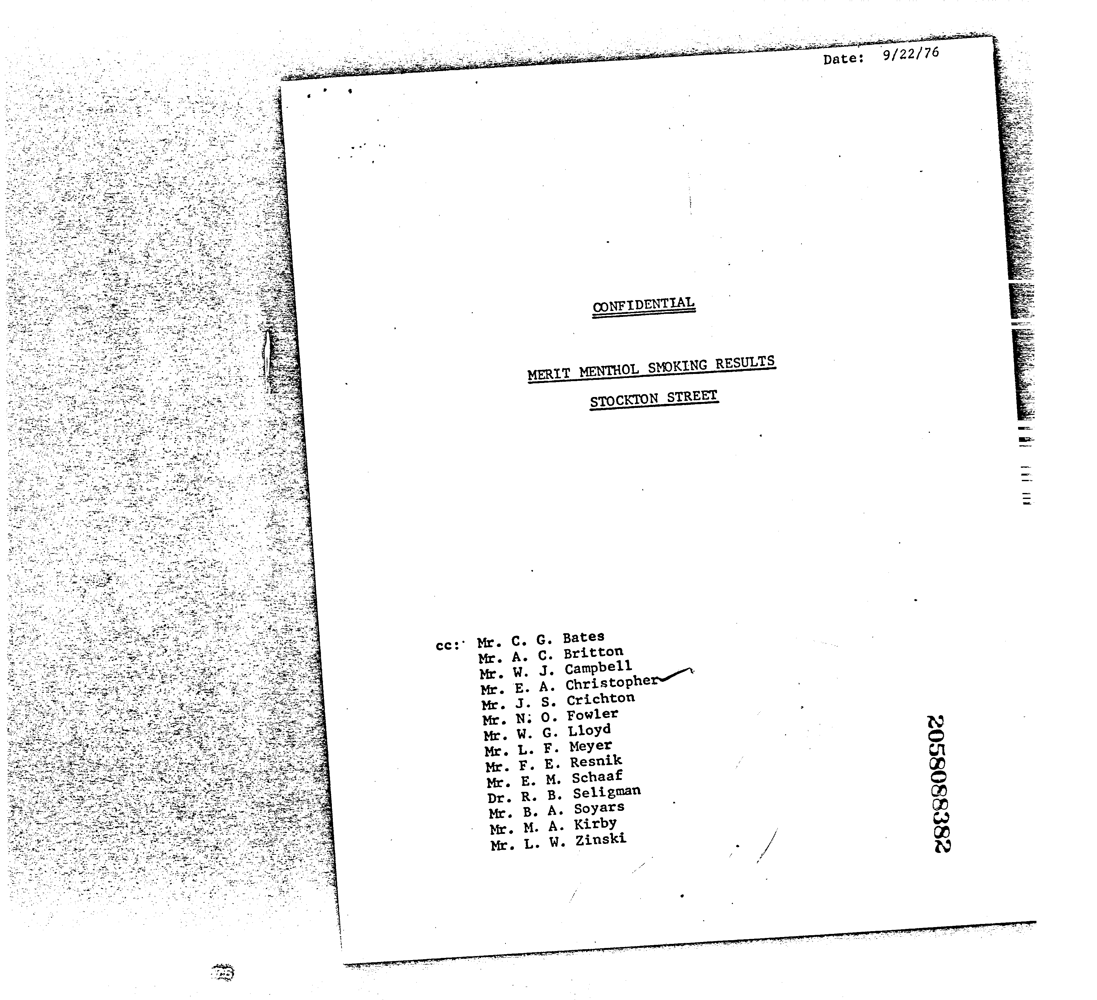 Date: 9/22/76
CONFIDENTIAL
MERIT MENTHOL SMOKING RESULTS
STOCKTON STREET
cc: Mr. C. G. Bates
Mr. A. C. Britton
Mr. W. J. Campbell
Mr. E. A. Christopher
Mr. J. S. Crichton
Mr. N. O. Fowler
Mr. W. G. Lloyd
Mr. L. F. Meyer
Mr. F. E. Resnik
Mr. E. M. Schaaf
Dr. R. B. Seligman
Mr. B. A. Soyars
Mr. M. A. Kirby
Mr. L. W. Zinski
2058088382